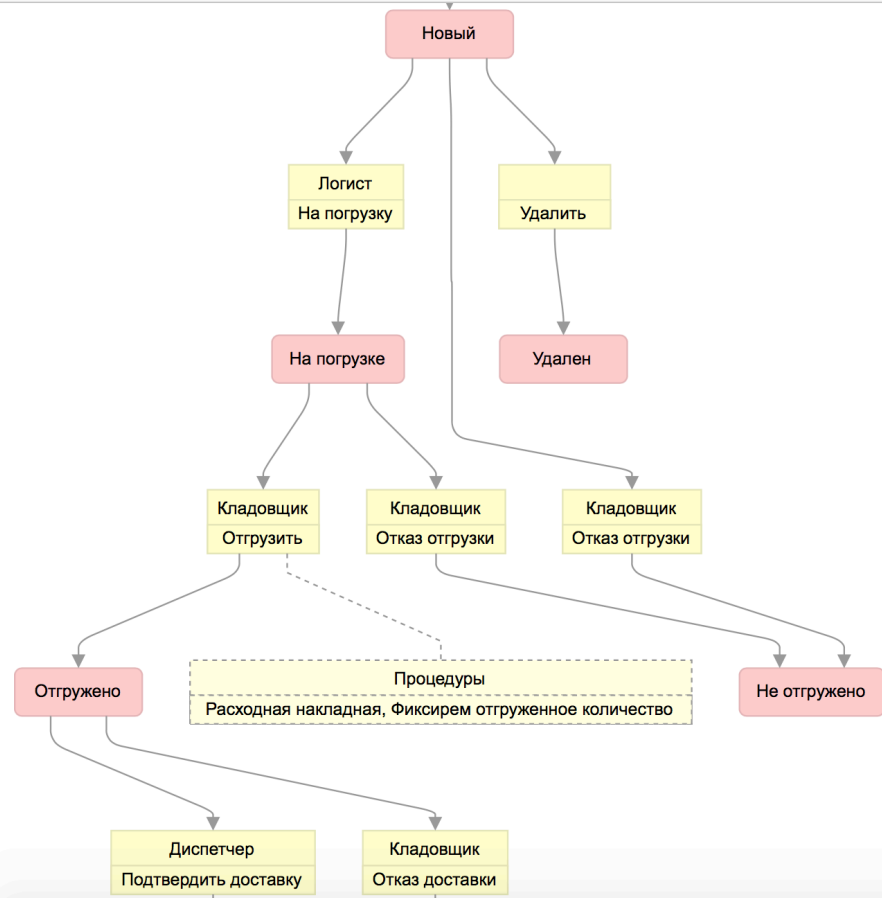 Новый
Логист
На погрузку
Удалить
На погрузке
Удален
Кладовщик
Отгрузить
Кладовщик
Отказ отгрузки
Кладовщик
Отказ отгрузки
Отгружено
Процедуры
Расходная накладная, Фиксирем отгруженное количество
Не отгружено
Диспетчер
Подтвердить доставку
Кладовщик
Отказ доставки